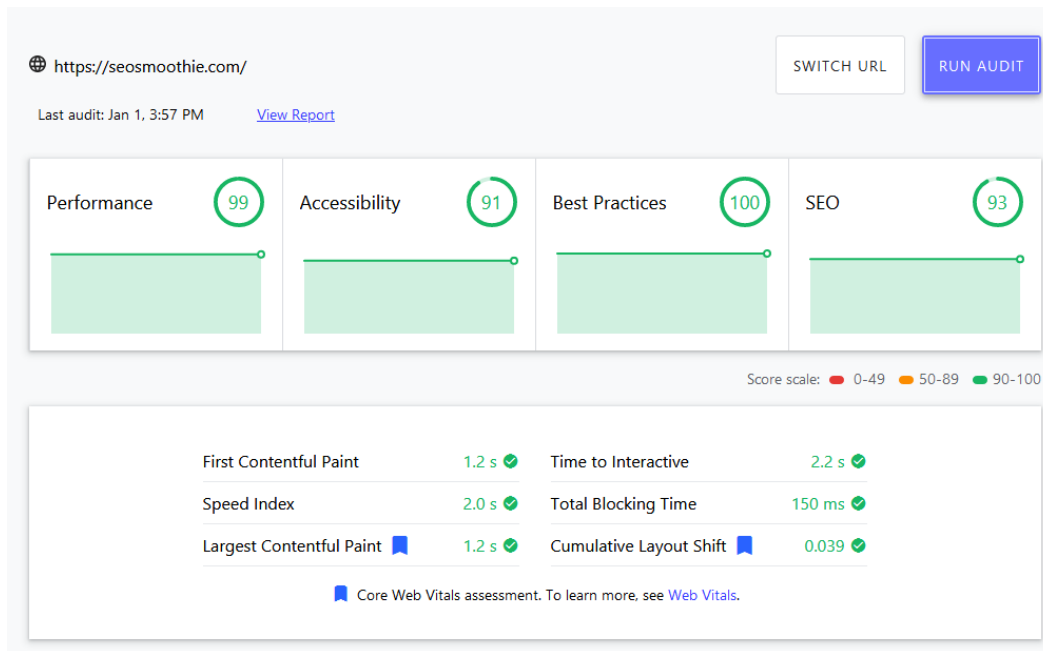 https://seosmoothie.com/
SWITCH URL
RUN AUDIT
Last audit: Jan 1, 3:57 PM
View Report
Performance
99
Accessibility
91
Best Practices
100
SEO
93
Score scale: 0-49 50-89 90-100
First Contentful Paint 1.2 s
Time to Interactive 2.2 s
Speed Index 2.0 s
Total Blocking Time 150 ms
Largest Contentful Paint 1.2 s
Cumulative Layout Shift 0.039
Core Web Vitals assessment. To learn more, see Web Vitals.